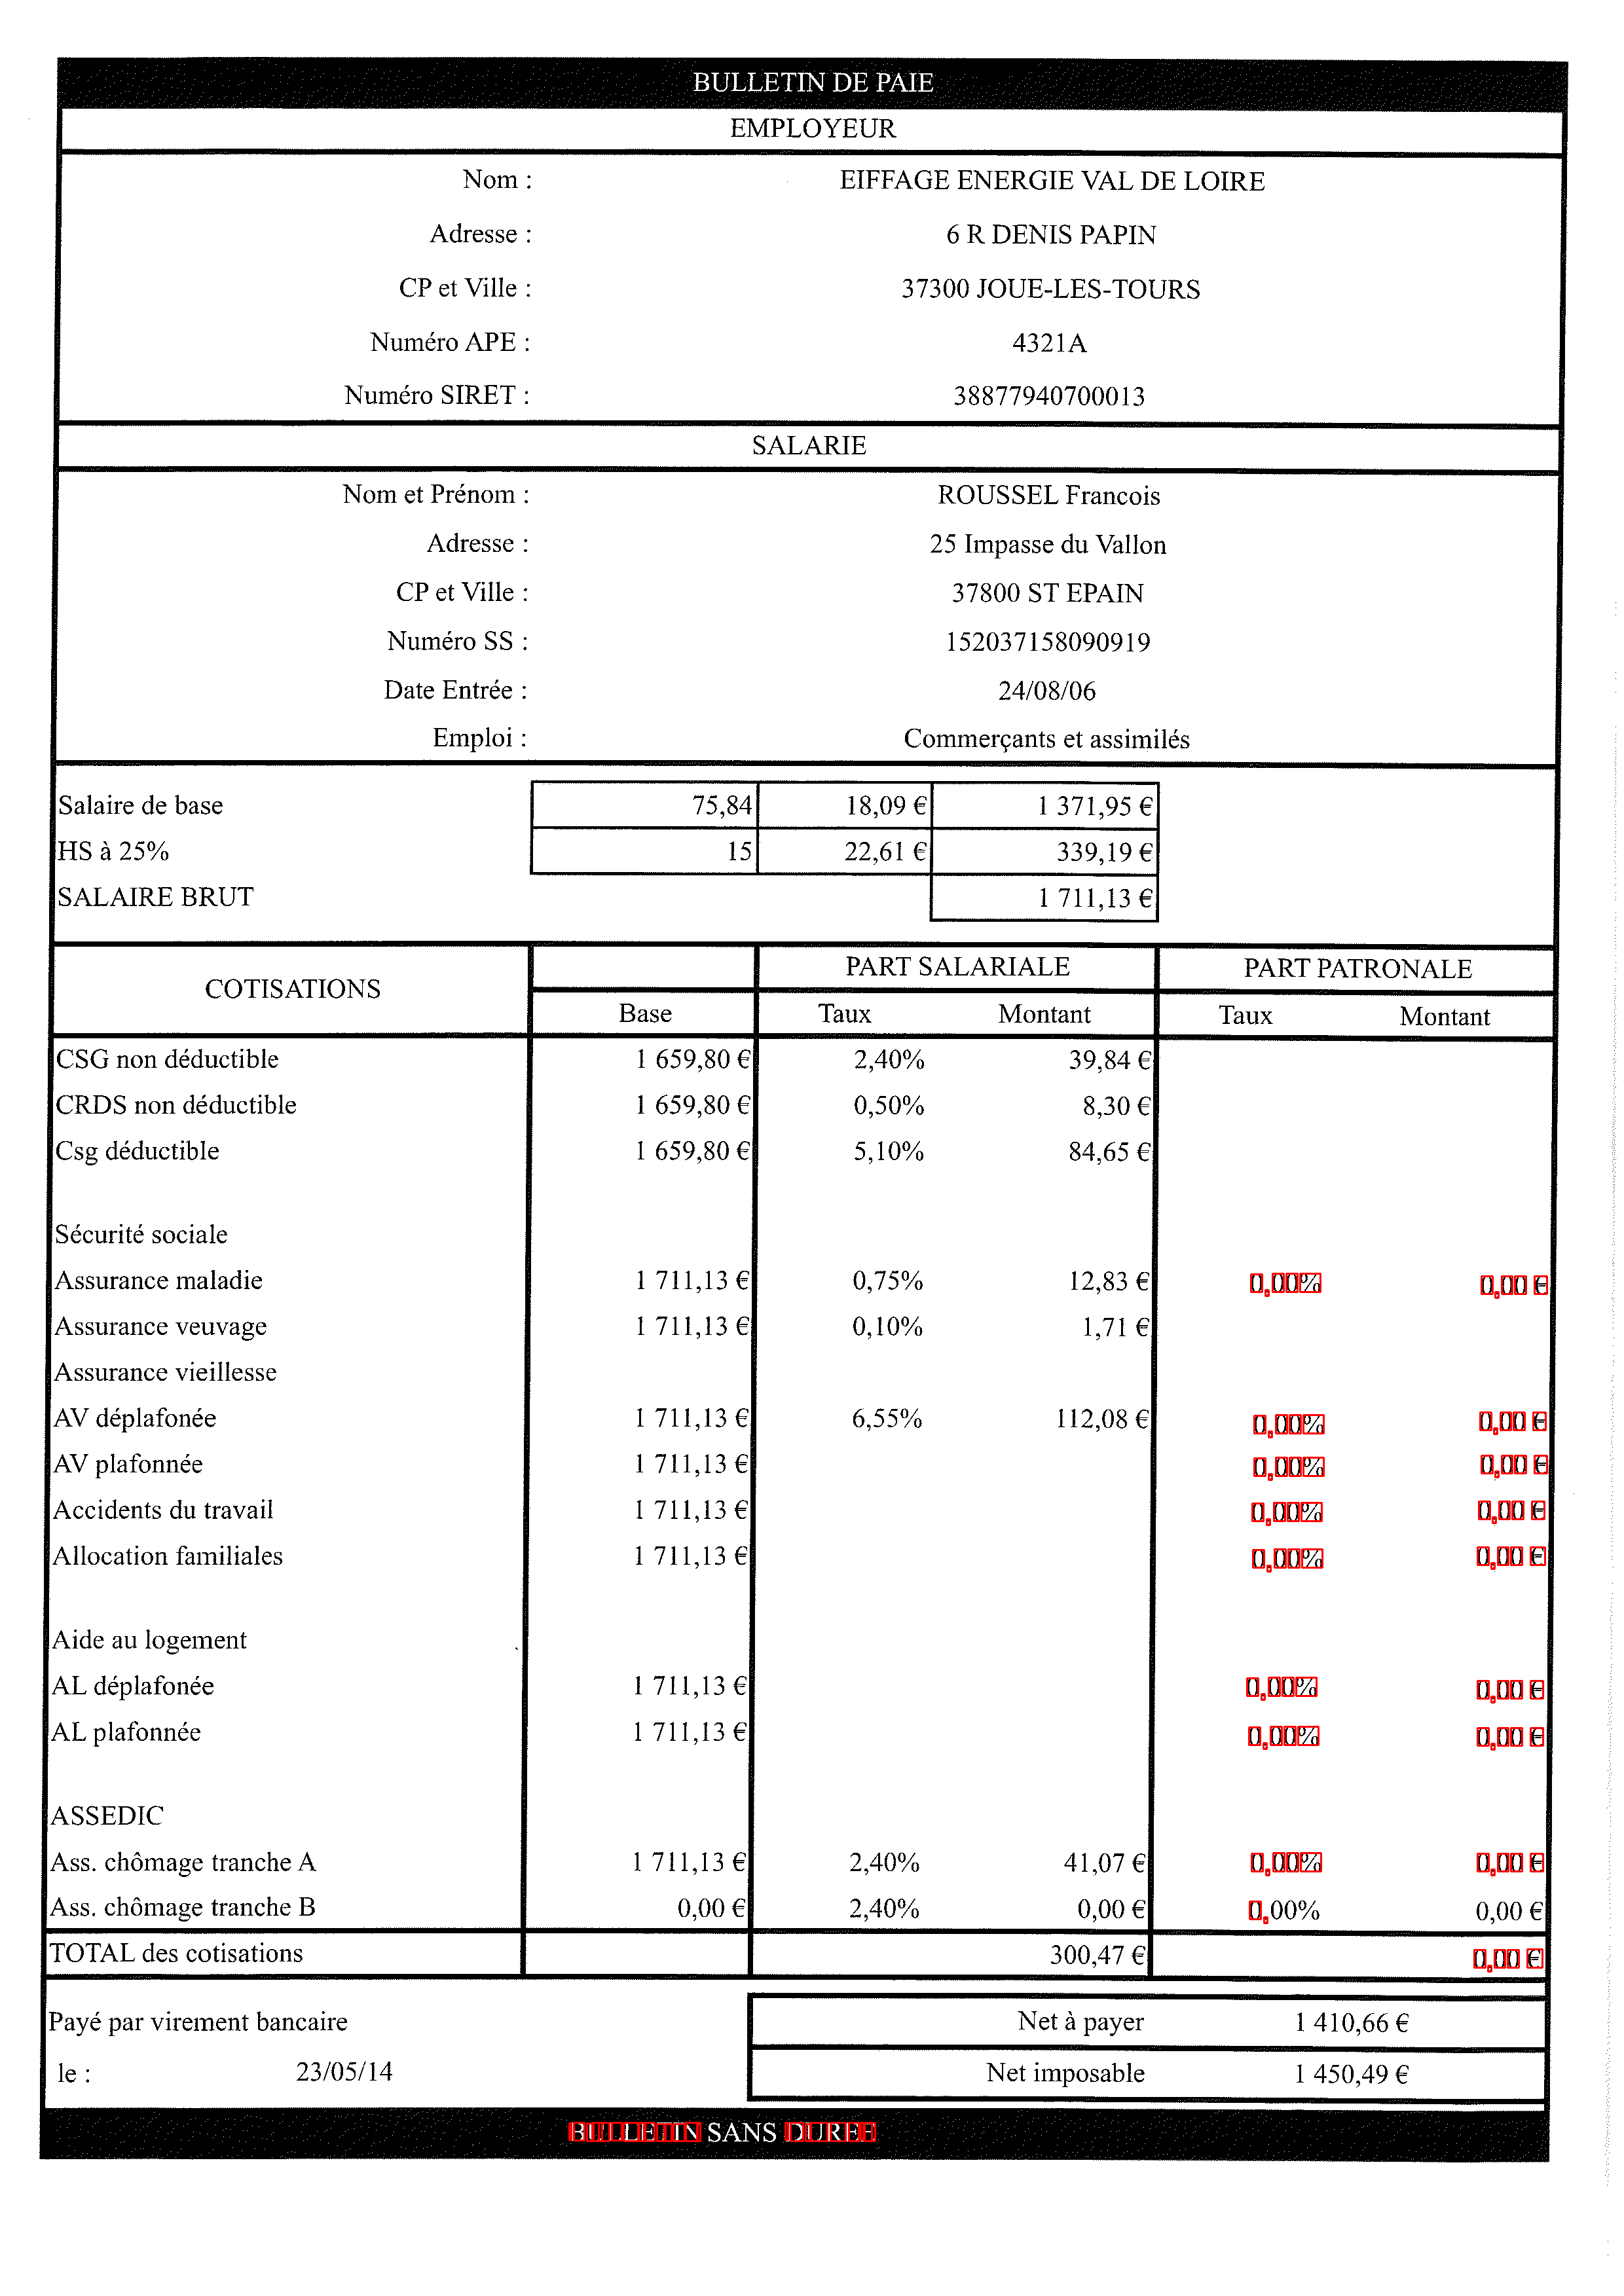 BULLETIN DE PAIE
EMPLOYEUR
Nom : EIFFAGE ENERGIE VAL DE LOIRE
Adresse : 6 R DENIS PAPIN
CP et Ville : 37300 JOUE-LES-TOURS
Numéro APE : 4321A
Numéro SIRET : 38877940700013
SALARIE
Nom et Prénom : ROUSSEL Francois
Adresse : 25 Impasse du Vallon
CP et Ville : 37800 ST EPAIN
Numéro SS : 152037158090919
Date Entrée : 24/08/06
Emploi : Commerçants et assimilés
Salaire de base 75,84 18,09 € 1 371,95 €
HS à 25% 15 22,61 € 339,19 €
SALAIRE BRUT 1 711,13 €
COTISATIONS PART SALARIALE PART PATRONALE
Base Taux Montant Taux Montant
CSG non déductible 1 659,80 € 2,40% 39,84 €
CRDS non déductible 1 659,80 € 0,50% 8,30 €
Csg déductible 1 659,80 € 5,10% 84,65 €
Sécurité sociale
Assurance maladie 1 711,13 € 0,75% 12,83 € 0,00% 0,00 €
Assurance veuvage 1 711,13 € 0,10% 1,71 €
Assurance vieillesse
AV déplafonée 1 711,13 € 6,55% 112,08 € 0,00% 0,00 €
AV plafonnée 1 711,13 € 0,00% 0,00 €
Accidents du travail 1 711,13 € 0,00% 0,00 €
Allocation familiales 1 711,13 € 0,00% 0,00 €
Aide au logement
AL déplafonée 1 711,13 € 0,00% 0,00 €
AL plafonnée 1 711,13 € 0,00% 0,00 €
ASSEDIC
Ass. chômage tranche A 1 711,13 € 2,40% 41,07 € 0,00% 0,00 €
Ass. chômage tranche B 0,00 € 2,40% 0,00 € 0,00% 0,00 €
TOTAL des cotisations 300,47 € 0,00 €
Payé par virement bancaire Net à payer 1 410,66 €
le : 23/05/14 Net imposable 1 450,49 €
BULLETIN SANS DUREE